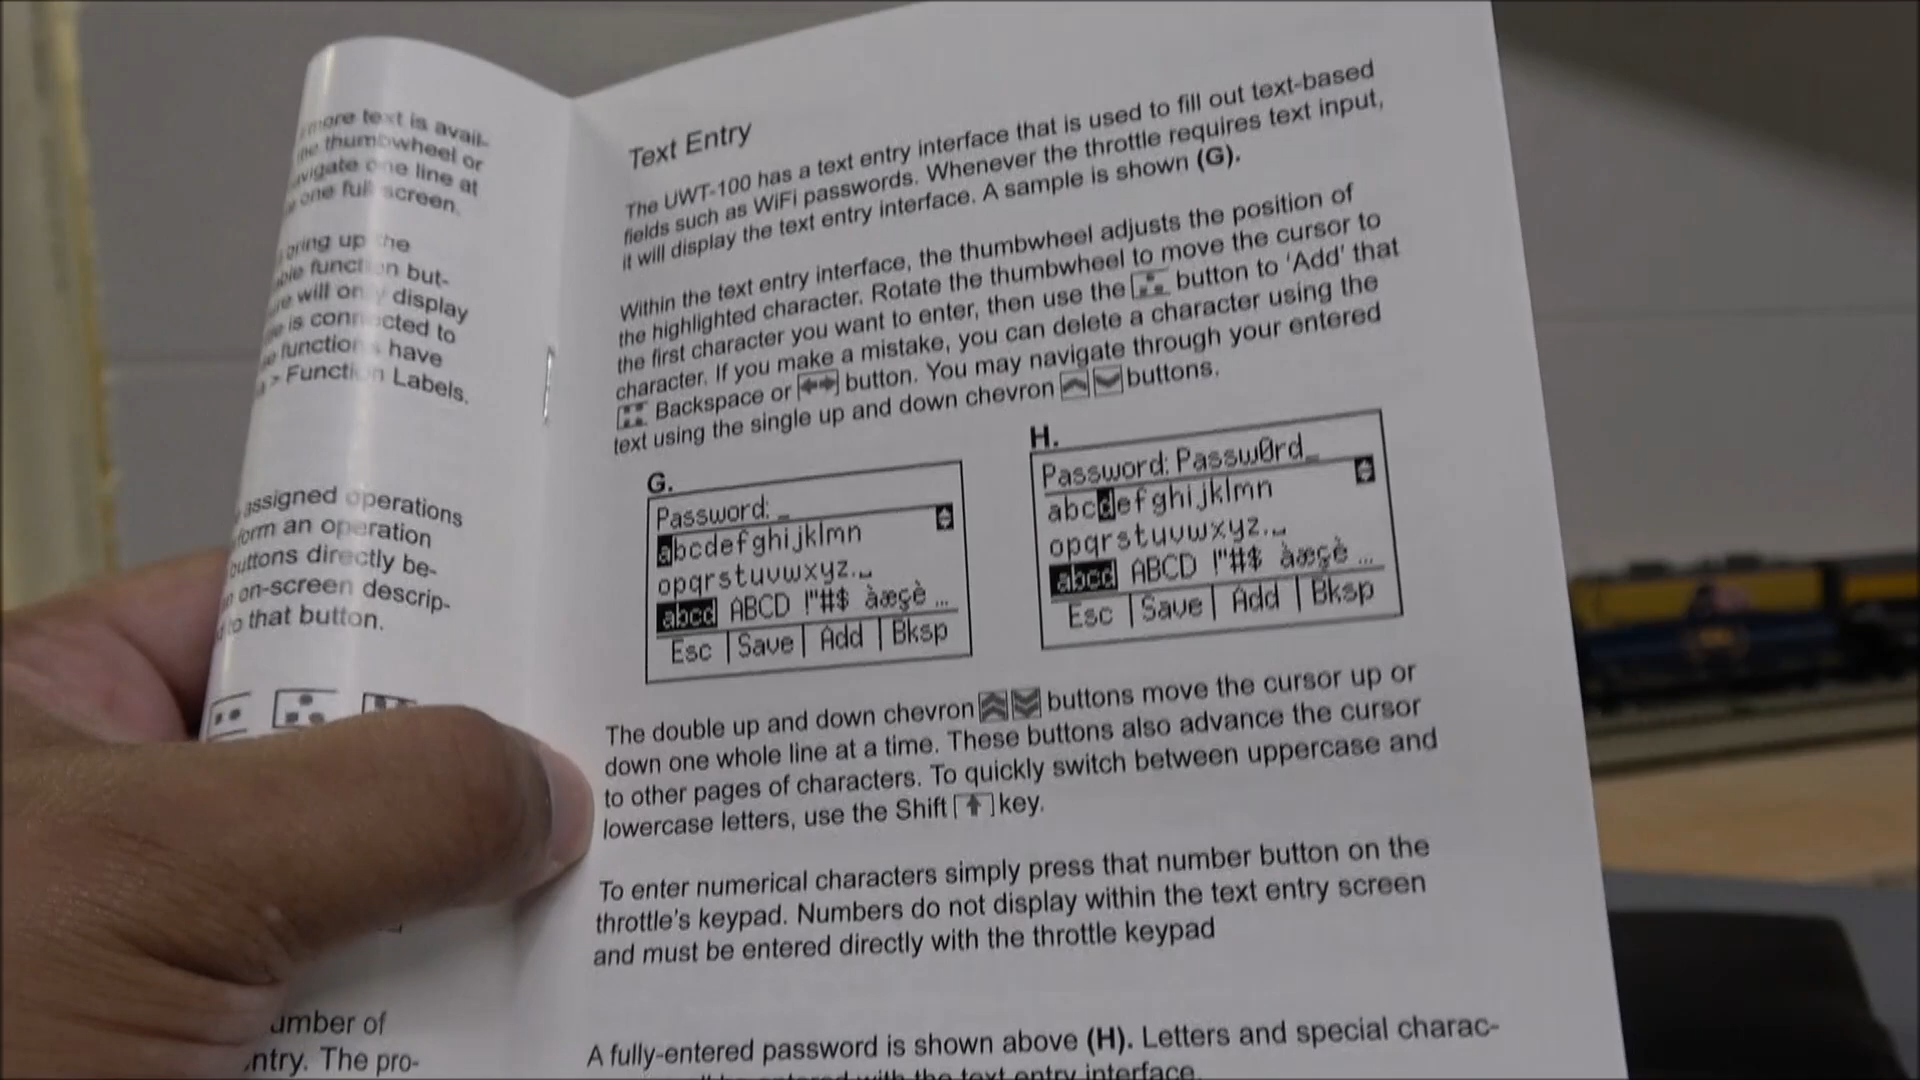 more text is avail-
thumbwheel or
navigate one line at
one full screen.
bring up the
function but-
will only display
is connected to
functions have
> Function Labels.
assigned operations
form an operation
buttons directly be-
on-screen descrip-
to that button.
umber of
ntry. The pro-
Text Entry
The UWT-100 has a text entry interface that is used to fill out text-based
fields such as WiFi passwords. Whenever the throttle requires text input,
it will display the text entry interface. A sample is shown (G).
Within the text entry interface, the thumbwheel adjusts the position of
the highlighted character. Rotate the thumbwheel to move the cursor to
the first character you want to enter, then use the button to 'Add' that
character. If you make a mistake, you can delete a character using the
Backspace or button. You may navigate through your entered
text using the single up and down chevron buttons.
G.
Password: _
abcdefghijklmn
opqrstuvwxyz.⎵
abcd ABCD !"#$ àæçè ...
Esc | Save | Add | Bksp
H.
Password: Passw0rd_
abcdefghijklmn
opqrstuvwxyz.⎵
abcd ABCD !"#$ àæçè ...
Esc | Save | Add | Bksp
The double up and down chevron buttons move the cursor up or
down one whole line at a time. These buttons also advance the cursor
to other pages of characters. To quickly switch between uppercase and
lowercase letters, use the Shift key.
To enter numerical characters simply press that number button on the
throttle's keypad. Numbers do not display within the text entry screen
and must be entered directly with the throttle keypad
A fully-entered password is shown above (H). Letters and special charac-
with the text entry interface.